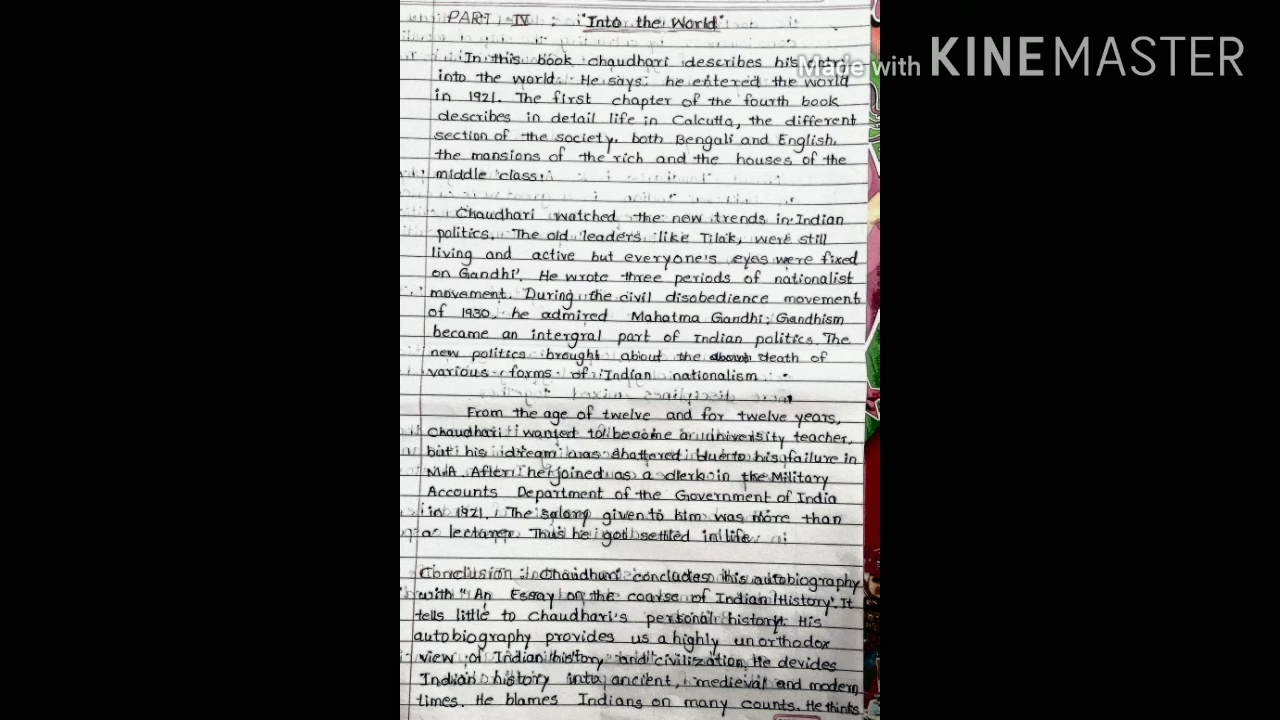 PART IV : "Into the World"
Made with KINEMASTER
In this book chaudhari describes his entry
into the world. He says: he entered the world
in 1921. The first chapter of the fourth book
describes in detail life in Calcutta, the different
section of the society, both Bengali and English,
the mansions of the rich and the houses of the
middle class.
Chaudhari watched the new trends in Indian
politics. The old leaders like Tilak, were still
living and active but everyone's eyes were fixed
on Gandhi'. He wrote three periods of nationalist
movement. During the civil disobedience movement
of 1930, he admired Mahatma Gandhi; Gandhism
became an intergral part of Indian politics. The
new politics brought about the death of
various forms of Indian nationalism.
From the age of twelve and for twelve years,
Chaudhari wanted to become a university teacher,
but his dream was shattered due to his failure in
M.A. After he joined as a clerk in the Military
Accounts Department of the Government of India
in 1921. The salary given to him was more than
a lecturer. Thus he got settled in life.
Conclusion : Chaudhuri concludes his autobiography
with "An Essay on the course of Indian History". It
tells little to Chaudhari's personal history. His
autobiography provides us a highly unorthodox
view of Indian history and civilization. He devides
Indian history into ancient, medieval and modern
times. He blames Indians on many counts. He thinks